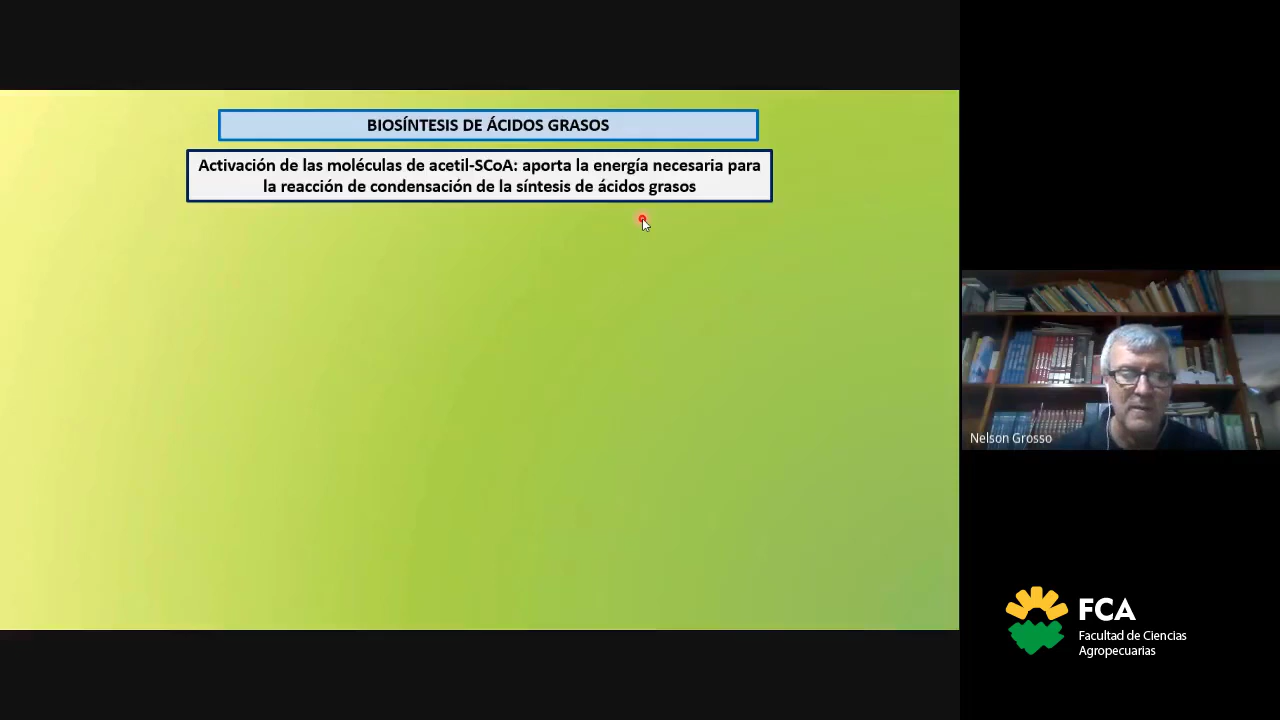 BIOSÍNTESIS DE ÁCIDOS GRASOS
Activación de las moléculas de acetil-SCoA: aporta la energía necesaria para
la reacción de condensación de la síntesis de ácidos grasos
Nelson Grosso
FCA
Facultad de Ciencias
Agropecuarias